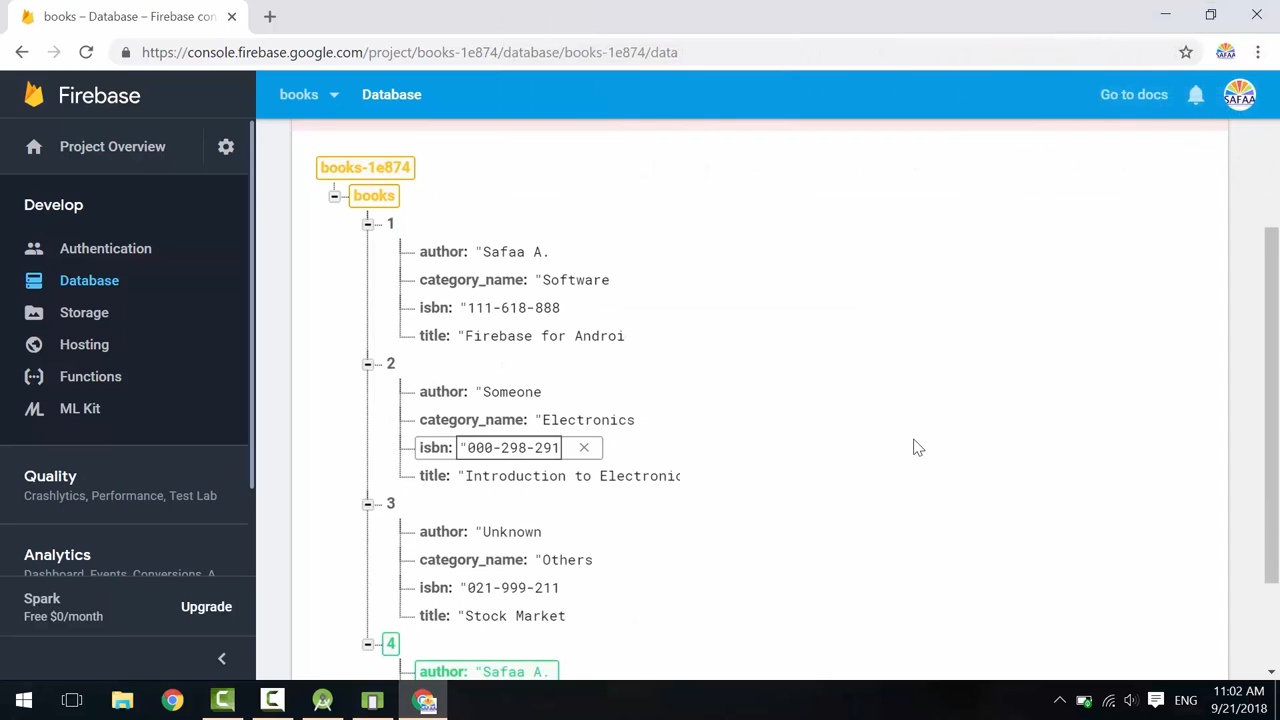 books – Database – Firebase con
https://console.firebase.google.com/project/books-1e874/database/books-1e874/data
Firebase
books
Database
Go to docs
SAFAA
Project Overview
Develop
Authentication
Database
Storage
Hosting
Functions
ML Kit
Quality
Crashlytics, Performance, Test Lab
Analytics
Dashboard, Events, Conversions, A
Spark
Free $0/month
Upgrade
books-1e874
books
1
author: "Safaa A.
category_name: "Software
isbn: "111-618-888
title: "Firebase for Androi
2
author: "Someone
category_name: "Electronics
isbn: "000-298-291
title: "Introduction to Electronic
3
author: "Unknown
category_name: "Others
isbn: "021-999-211
title: "Stock Market
4
author: "Safaa A.
ENG
11:02 AM
9/21/2018